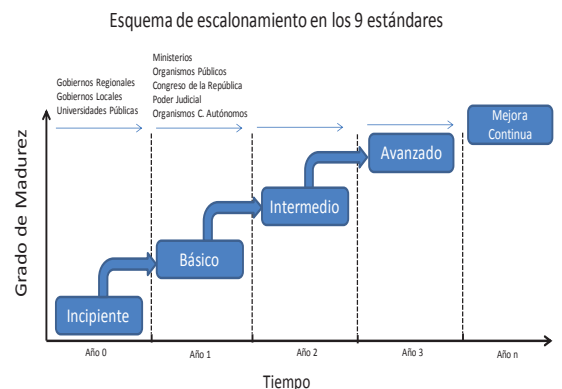 Esquema de escalonamiento en los 9 estándares
Gobiernos Regionales
Gobiernos Locales
Universidades Públicas
Ministerios
Organismos Públicos
Congreso de la República
Poder Judicial
Organismos C. Autónomos
Grado de Madurez
Incipiente
Básico
Intermedio
Avanzado
Mejora
Continua
Año 0
Año 1
Año 2
Año 3
Año n
Tiempo